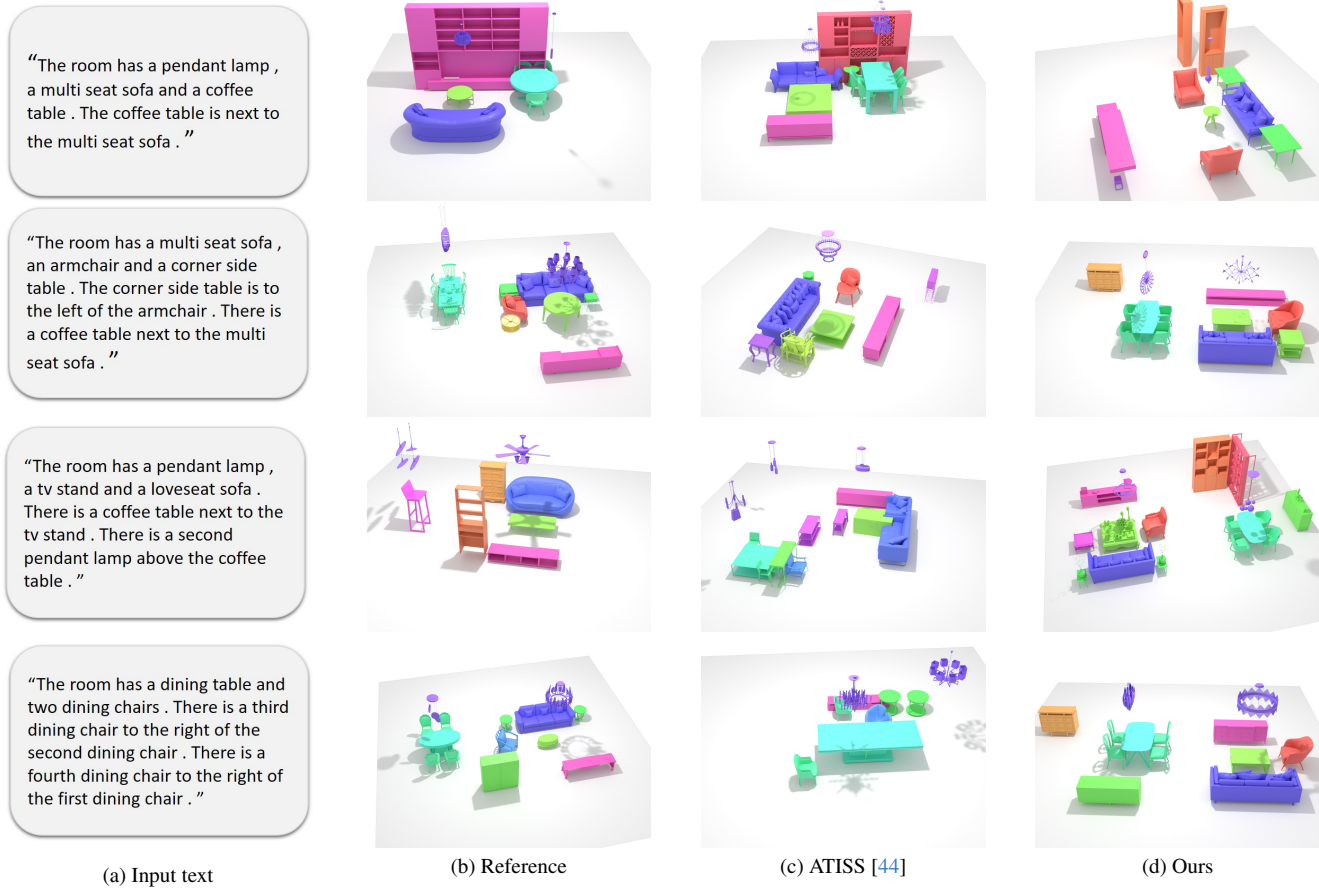 “The room has a pendant lamp ,
a multi seat sofa and a coffee
table . The coffee table is next to
the multi seat sofa . ”
“The room has a multi seat sofa ,
an armchair and a corner side
table . The corner side table is to
the left of the armchair . There is
a coffee table next to the multi
seat sofa . ”
“The room has a pendant lamp ,
a tv stand and a loveseat sofa .
There is a coffee table next to the
tv stand . There is a second
pendant lamp above the coffee
table . ”
“The room has a dining table and
two dining chairs . There is a third
dining chair to the right of the
second dining chair . There is a
fourth dining chair to the right of
the first dining chair . ”
(a) Input text
(b) Reference
(c) ATISS [44]
(d) Ours